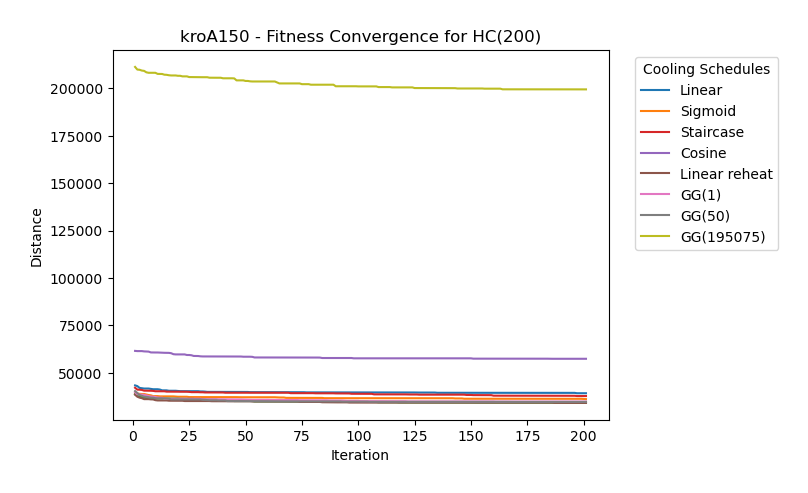 kroA150 - Fitness Convergence for HC(200)
Distance
200000
175000
150000
125000
100000
75000
50000
0 25 50 75 100 125 150 175 200
Iteration
Cooling Schedules
Linear
Sigmoid
Staircase
Cosine
Linear reheat
GG(1)
GG(50)
GG(195075)